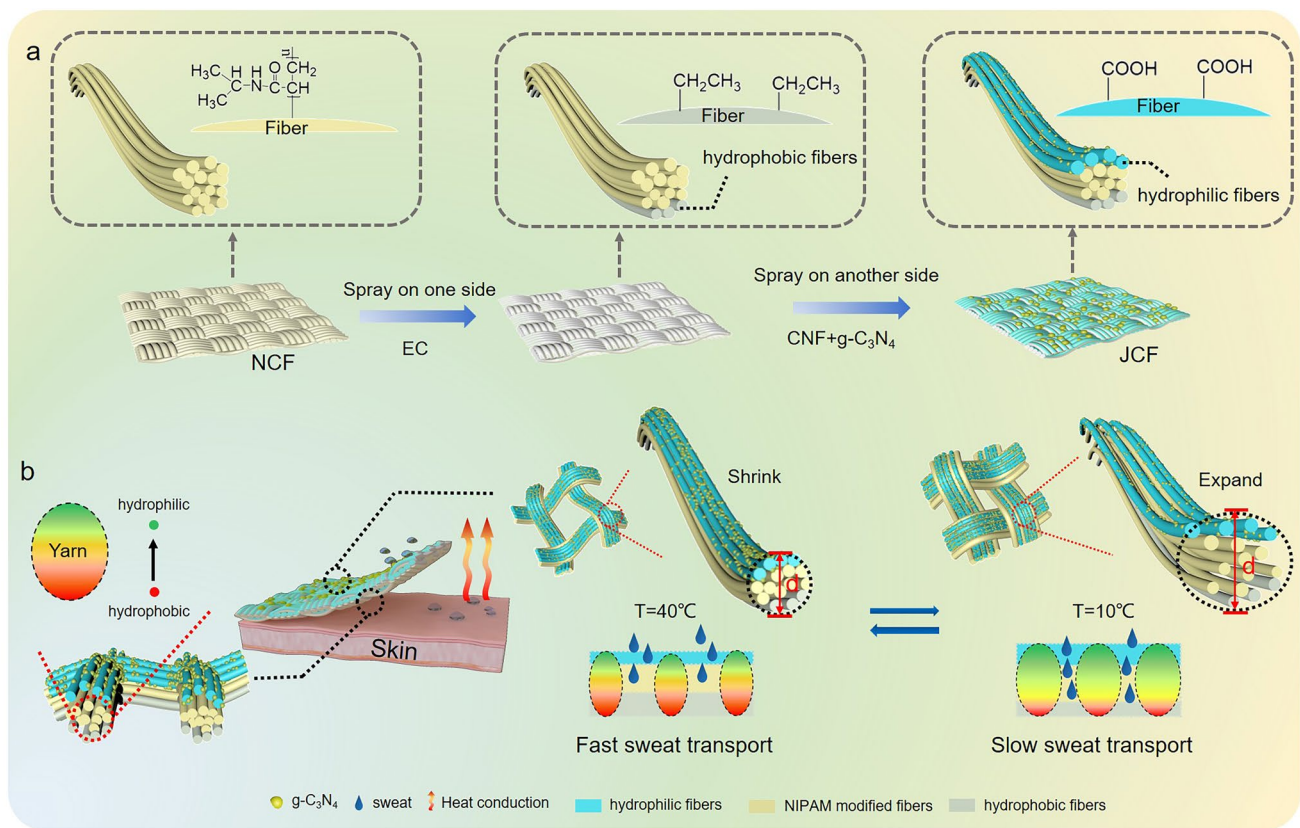 a
H₃C
H
H
O
n
CH₂
C
N
C
CH
H₃C
Fiber
CH₂CH₃
CH₂CH₃
Fiber
hydrophobic fibers
COOH
COOH
Fiber
hydrophilic fibers
NCF
Spray on one side
EC
Spray on another side
CNF+g-C₃N₄
JCF
b
hydrophilic
Yarn
hydrophobic
Skin
Shrink
d
T=40℃
Fast sweat transport
Expand
d
T=10℃
Slow sweat transport
g-C₃N₄
sweat
Heat conduction
hydrophilic fibers
NIPAM modified fibers
hydrophobic fibers